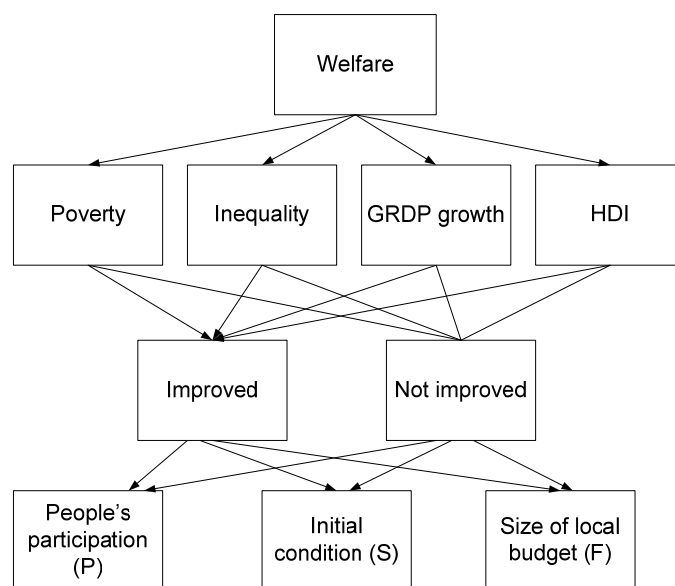 Welfare
Poverty
Inequality
GRDP growth
HDI
Improved
Not improved
People’s
participation
(P)
Initial
condition (S)
Size of local
budget (F)